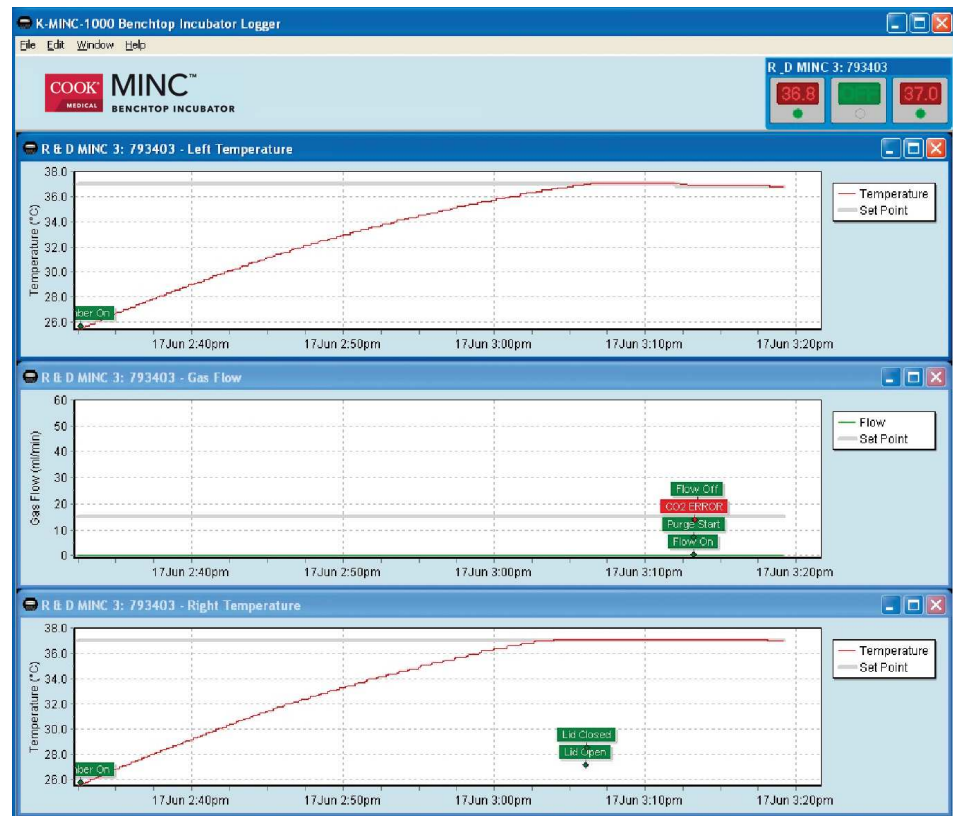 K-MINC-1000 Benchtop Incubator Logger
File Edit Window Help
COOK
MEDICAL
MINC™
BENCHTOP INCUBATOR
R_D MINC 3: 793403
36.8 OFF 37.0
R & D MINC 3: 793403 - Left Temperature
Temperature (°C)
38.0
36.0
34.0
32.0
30.0
28.0
26.0
ber On
17Jun 2:40pm 17Jun 2:50pm 17Jun 3:00pm 17Jun 3:10pm 17Jun 3:20pm
Temperature
Set Point
R & D MINC 3: 793403 - Gas Flow
Gas Flow (ml/min)
60
50
40
30
20
10
0
Flow Off
CO2 ERROR
Purge Start
Flow On
17Jun 2:40pm 17Jun 2:50pm 17Jun 3:00pm 17Jun 3:10pm 17Jun 3:20pm
Flow
Set Point
R & D MINC 3: 793403 - Right Temperature
Temperature (°C)
38.0
36.0
34.0
32.0
30.0
28.0
26.0
ber On
Lid Closed
Lid Open
17Jun 2:40pm 17Jun 2:50pm 17Jun 3:00pm 17Jun 3:10pm 17Jun 3:20pm
Temperature
Set Point